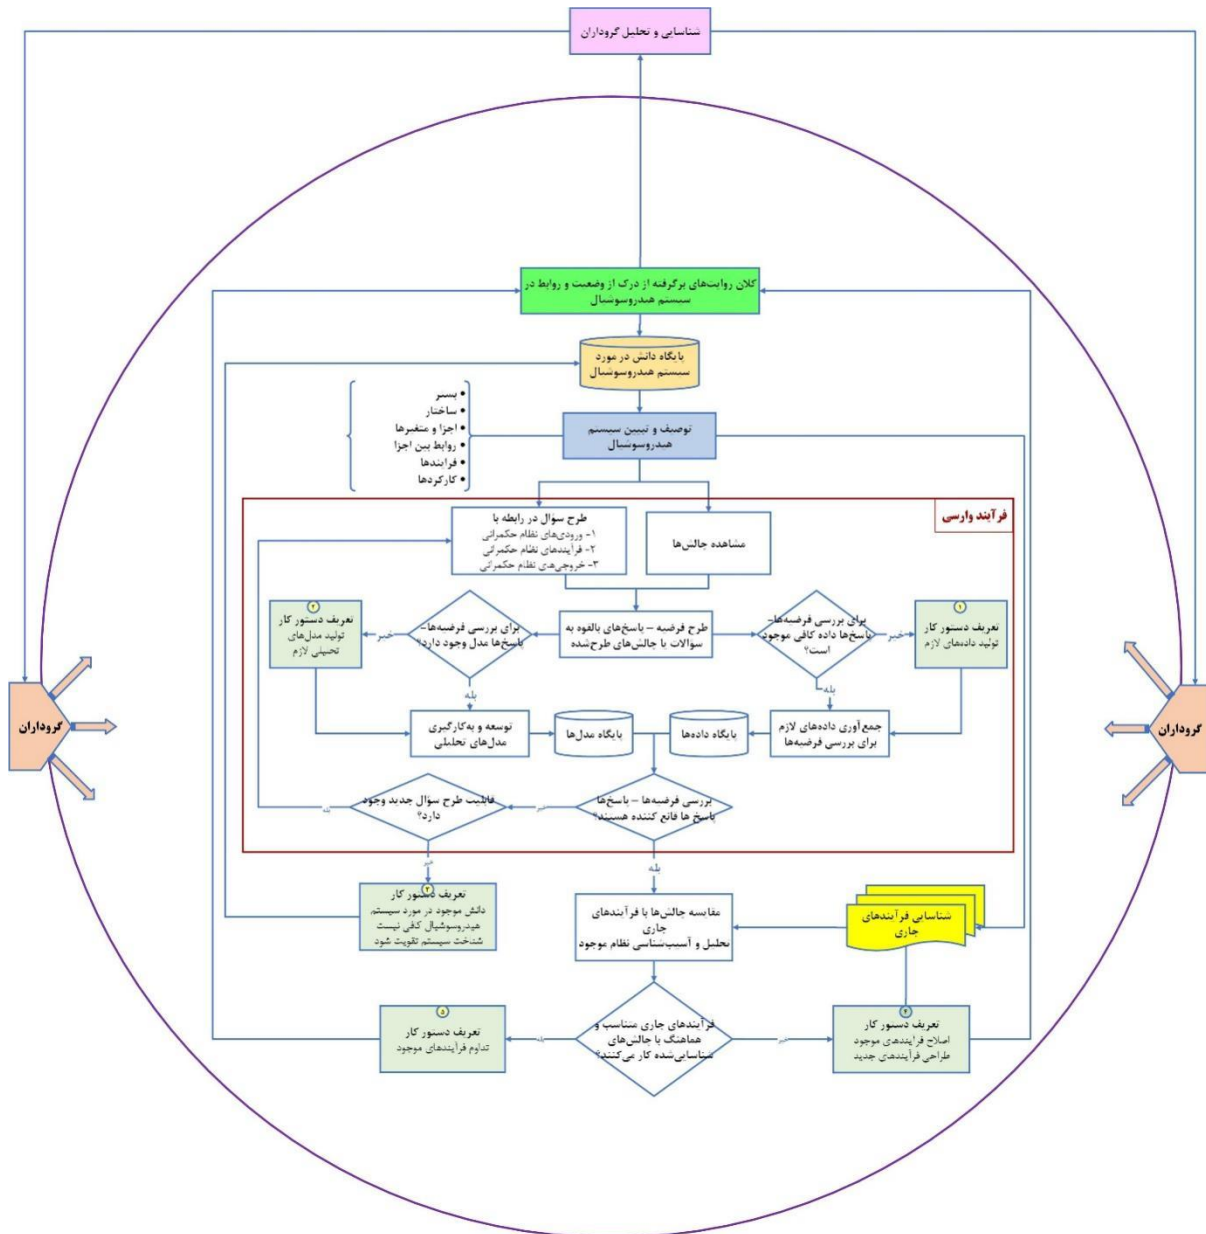 شناسایی و تحلیل گروداران
کلان روایت‌های برگرفته از درک از وضعیت و روابط در
سیستم هیدروسوشیال
پایگاه دانش در مورد
سیستم هیدروسوشیال
• بستر
• ساختار
• اجزا و متغیرها
• روابط بین اجزا
• فرایندها
• کارکردها
توصیف و تبیین سیستم
هیدروسوشیال
فرآیند وارسی
طرح سؤال در رابطه با
۱- ورودی‌های نظام حکمرانی
۲- فرآیندهای نظام حکمرانی
۳- خروجی‌های نظام حکمرانی
مشاهده چالش‌ها
۱
تعریف دستور کار
تولید داده‌های لازم
خیر
برای بررسی فرضیه‌ها-
پاسخ‌ها داده کافی موجود
است؟
طرح فرضیه – پاسخ‌های بالقوه به
سؤالات یا چالش‌های طرح‌شده
برای بررسی فرضیه‌ها-
پاسخ‌ها مدل وجود دارد؟
خیر
۲
تعریف دستور کار
تولید مدل‌های
تحلیلی لازم
بله
بله
جمع‌آوری داده‌های لازم
برای بررسی فرضیه‌ها
پایگاه داده‌ها
پایگاه مدل‌ها
توسعه و به‌کارگیری
مدل‌های تحلیلی
گروداران
گروداران
بررسی فرضیه‌ها – پاسخ‌ها
پاسخ ها قانع کننده هستند؟
خیر
قابلیت طرح سؤال جدید وجود
دارد؟
بله
بله
خیر
۳
تعریف دستور کار
دانش موجود در مورد سیستم
هیدروسوشیال کافی نیست
شناخت سیستم تقویت شود
مقایسه چالش‌ها با فرآیندهای
جاری
تحلیل و آسیب‌شناسی نظام موجود
شناسایی فرآیندهای
جاری
فرآیندهای جاری متناسب و
هماهنگ با چالش‌های
شناسایی‌شده کار می‌کنند؟
خیر
۴
تعریف دستور کار
اصلاح فرآیندهای موجود
طراحی فرآیندهای جدید
بله
۵
تعریف دستور کار
تداوم فرآیندهای موجود